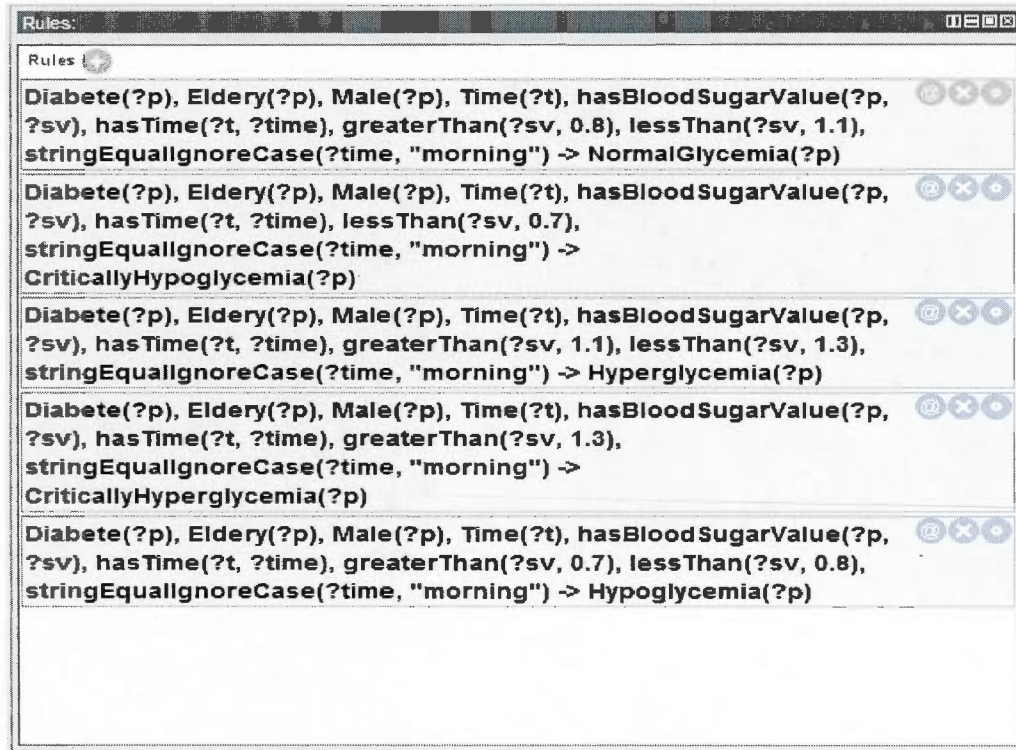 Rules:
Rules
Diabete(?p), Eldery(?p), Male(?p), Time(?t), hasBloodSugarValue(?p,
?sv), hasTime(?t, ?time), greaterThan(?sv, 0.8), lessThan(?sv, 1.1),
stringEqualIgnoreCase(?time, "morning") -> NormalGlycemia(?p)
Diabete(?p), Eldery(?p), Male(?p), Time(?t), hasBloodSugarValue(?p,
?sv), hasTime(?t, ?time), lessThan(?sv, 0.7),
stringEqualIgnoreCase(?time, "morning") ->
CriticallyHypoglycemia(?p)
Diabete(?p), Eldery(?p), Male(?p), Time(?t), hasBloodSugarValue(?p,
?sv), hasTime(?t, ?time), greaterThan(?sv, 1.1), lessThan(?sv, 1.3),
stringEqualIgnoreCase(?time, "morning") -> Hyperglycemia(?p)
Diabete(?p), Eldery(?p), Male(?p), Time(?t), hasBloodSugarValue(?p,
?sv), hasTime(?t, ?time), greaterThan(?sv, 1.3),
stringEqualIgnoreCase(?time, "morning") ->
CriticallyHyperglycemia(?p)
Diabete(?p), Eldery(?p), Male(?p), Time(?t), hasBloodSugarValue(?p,
?sv), hasTime(?t, ?time), greaterThan(?sv, 0.7), lessThan(?sv, 0.8),
stringEqualIgnoreCase(?time, "morning") -> Hypoglycemia(?p)